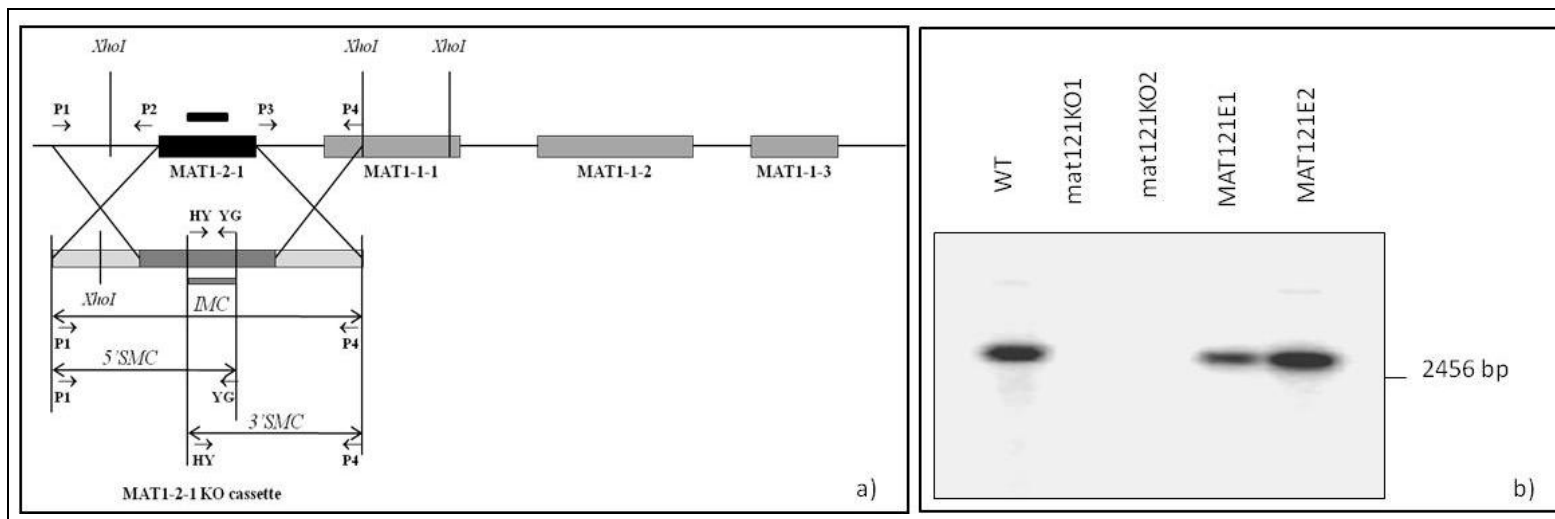 XhoI XhoI XhoI
P1 P2 P3 P4
MAT1-2-1 MAT1-1-1 MAT1-1-2 MAT1-1-3
HY YG
XhoI
IMC
P1 P4
5'SMC
P1 YG
3'SMC
HY P4
MAT1-2-1 KO cassette
a)
WT
mat121KO1
mat121KO2
MAT121E1
MAT121E2
2456 bp
b)